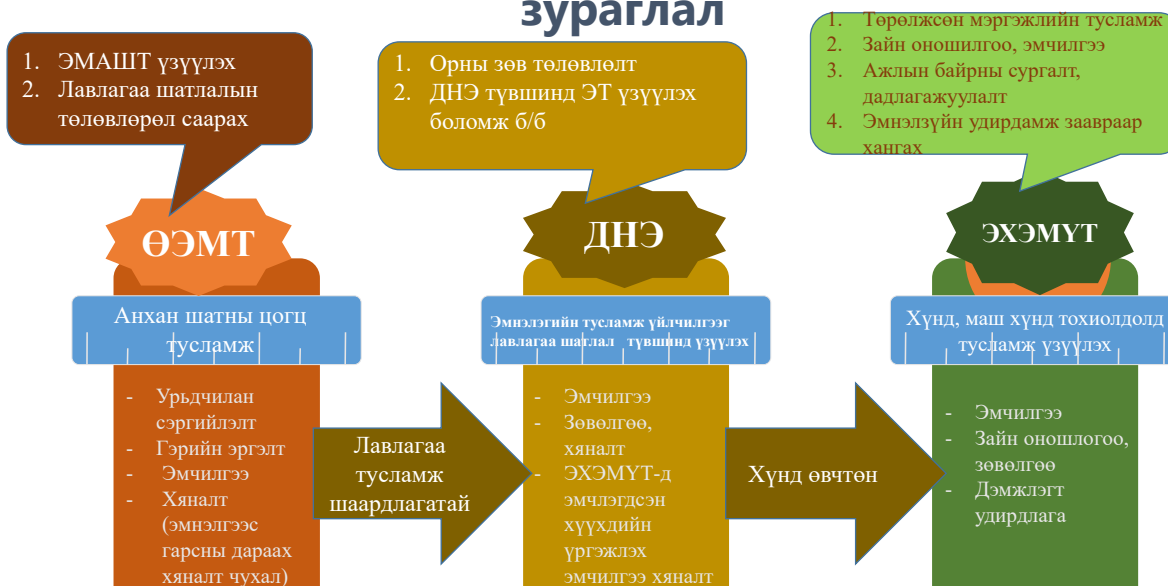 зураглал
1. ЭМАШТ үзүүлэх
2. Лавлагаа шатлалын
төлөвлөрөл саарах
1. Орны зөв төлөвлөлт
2. ДНЭ түвшинд ЭТ үзүүлэх
боломж б/б
1. Төрөлжсөн мэргэжлийн тусламж
2. Зайн оношилгоо, эмчилгээ
3. Ажлын байрны сургалт,
дадлагажуулалт
4. Эмнэлзүйн удирдамж заавраар
хангах
ӨЭМТ
ДНЭ
ЭХЭМҮТ
Анхан шатны цогц
тусламж
Эмнэлэгийн тусламж үйлчилгээг
лавлагаа шатлал түвшинд үзүүлэх
Хүнд, маш хүнд тохиолдолд
тусламж үзүүлэх
- Урьдчилан
сэргийлэлт
- Гэрийн эргэлт
- Эмчилгээ
- Хяналт
(эмнэлгээс
гарсны дараах
хяналт чухал)
Лавлагаа
тусламж
шаардлагатай
- Эмчилгээ
- Зөвөлгөө,
хяналт
- ЭХЭМҮТ-д
эмчлэгдсэн
хүүхдийн
үргэжлэх
эмчилгээ хяналт
Хүнд өвчтөн
- Эмчилгээ
- Зайн оношлогоо,
зөвөлгөө
- Дэмжлэгт
удирдлага